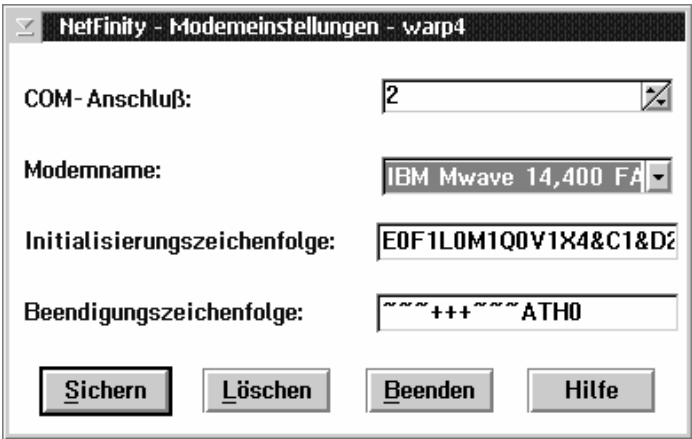 NetFinity - Modemeinstellungen - warp4
COM-Anschluß: 2
Modemname: IBM Mwave 14,400 FA
Initialisierungszeichenfolge: E0F1L0M1Q0V1X4&C1&D2
Beendigungszeichenfolge: ~~~+++~~~ATH0
Sichern Löschen Beenden Hilfe